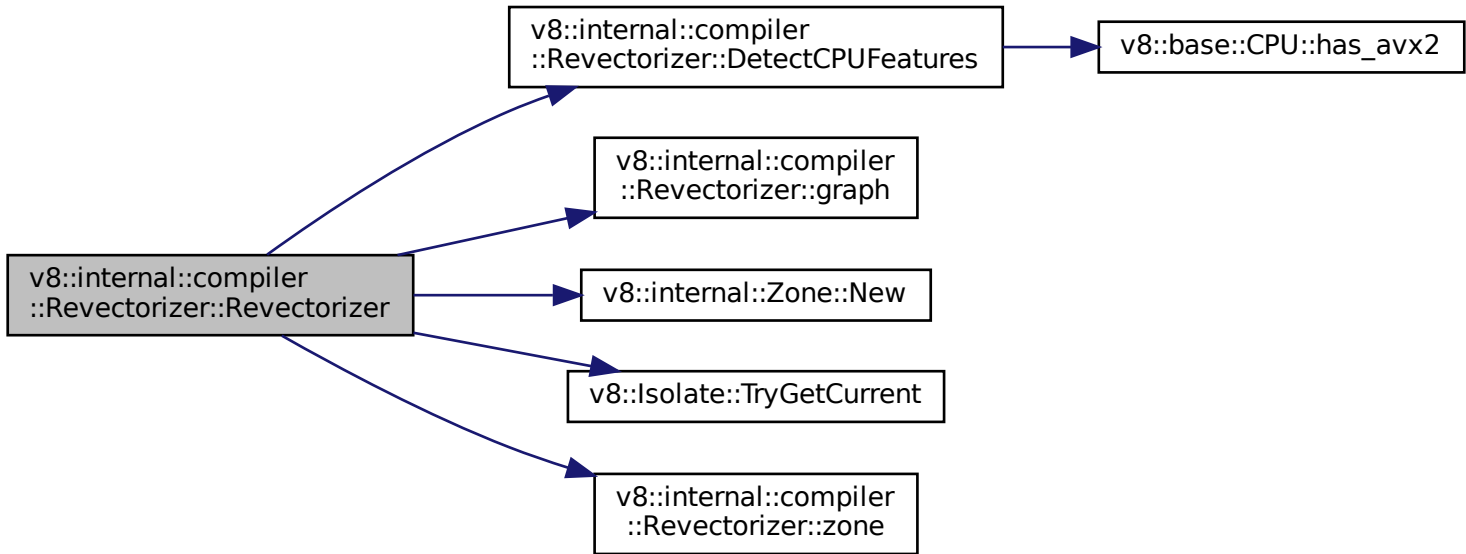 v8::internal::compiler
::Revectorizer::DetectCPUFeatures
v8::base::CPU::has_avx2
v8::internal::compiler
::Revectorizer::graph
v8::internal::compiler
::Revectorizer::Revectorizer
v8::internal::Zone::New
v8::Isolate::TryGetCurrent
v8::internal::compiler
::Revectorizer::zone